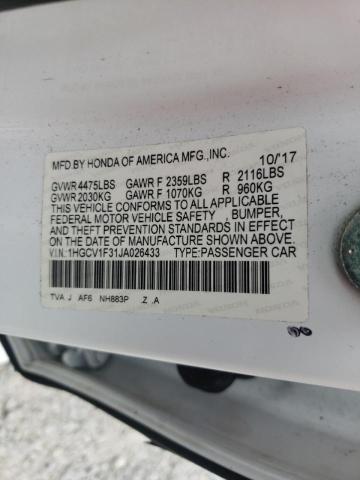 MFD.BY HONDA OF AMERICA MFG.,INC. 10/'17
GVWR 4475LBS GAWR F 2359LBS R 2116LBS
GVWR 2030KG GAWR F 1070KG R 960KG
THIS VEHICLE CONFORMS TO ALL APPLICABLE
FEDERAL MOTOR VEHICLE SAFETY , BUMPER,
AND THEFT PREVENTION STANDARDS IN EFFECT ON
THE DATE OF MANUFACTURE SHOWN ABOVE.
V.I.N.:1HGCV1F31JA026433 TYPE:PASSENGER CAR
TVA J AF6 NH883P .Z .A